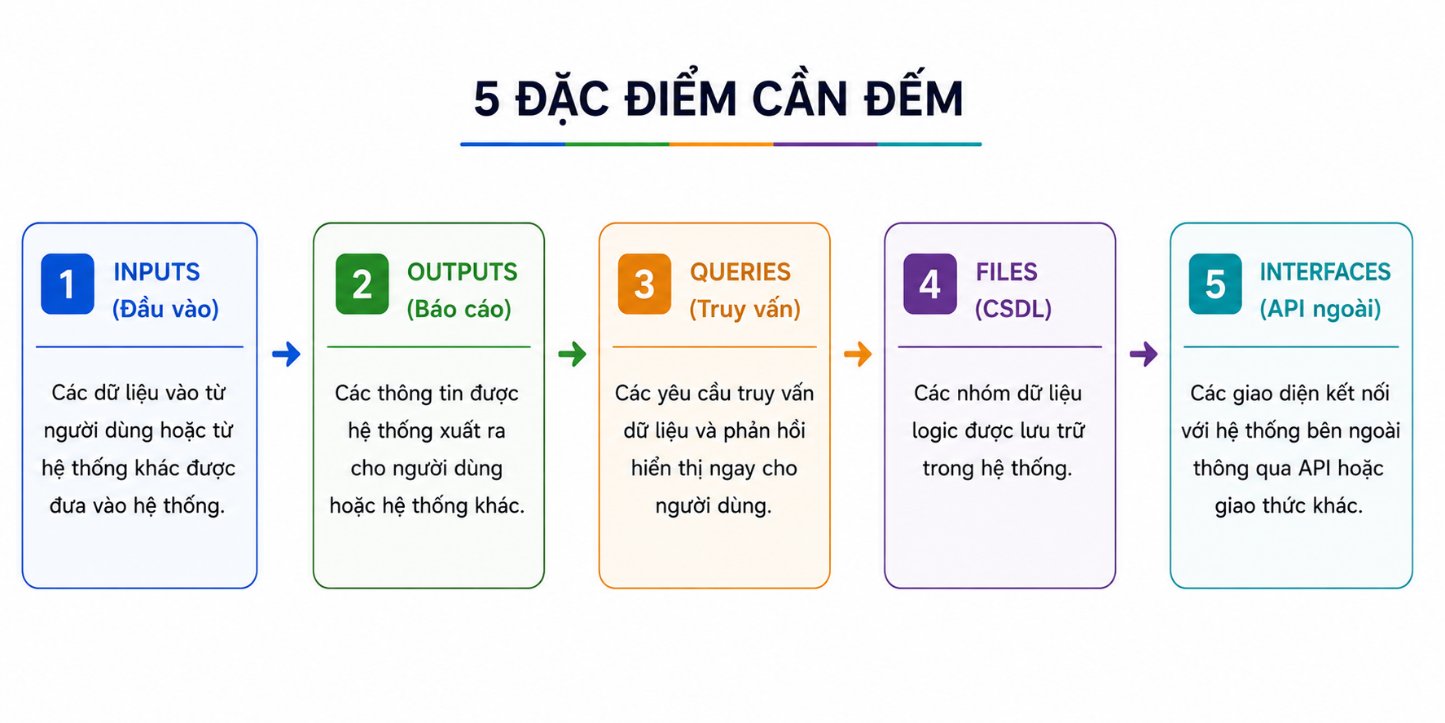 5 ĐẶC ĐIỂM CẦN ĐẾM
1
INPUTS
(Đầu vào)
Các dữ liệu vào từ
người dùng hoặc từ
hệ thống khác được
đưa vào hệ thống.
2
OUTPUTS
(Báo cáo)
Các thông tin được
hệ thống xuất ra
cho người dùng
hoặc hệ thống khác.
3
QUERIES
(Truy vấn)
Các yêu cầu truy vấn
dữ liệu và phản hồi
hiển thị ngay cho
người dùng.
4
FILES
(CSDL)
Các nhóm dữ liệu
logic được lưu trữ
trong hệ thống.
5
INTERFACES
(API ngoài)
Các giao diện kết nối
với hệ thống bên ngoài
thông qua API hoặc
giao thức khác.